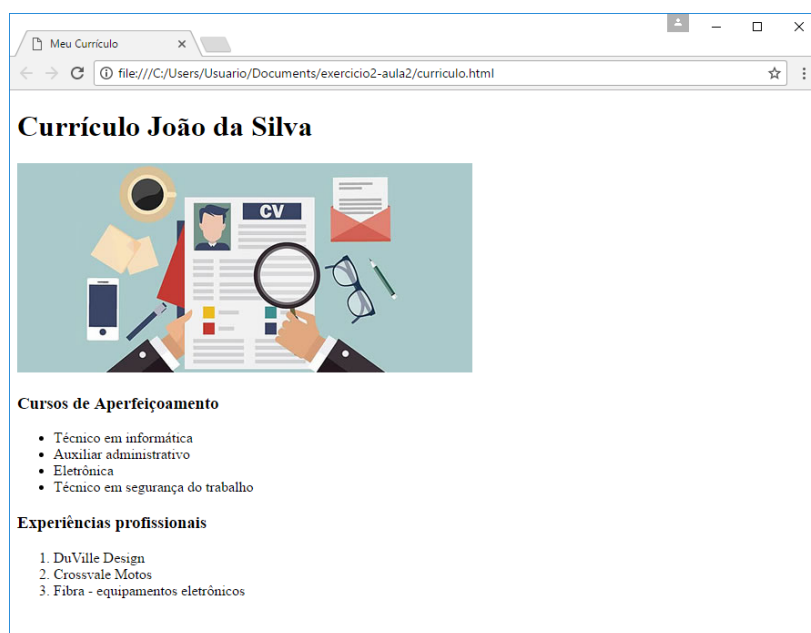 Meu Currículo
file:///C:/Users/Usuario/Documents/exercicio2-aula2/curriculo.html
Currículo João da Silva
CV
Cursos de Aperfeiçoamento
• Técnico em informática
• Auxiliar administrativo
• Eletrônica
• Técnico em segurança do trabalho
Experiências profissionais
1. DuVille Design
2. Crossvale Motos
3. Fibra - equipamentos eletrônicos